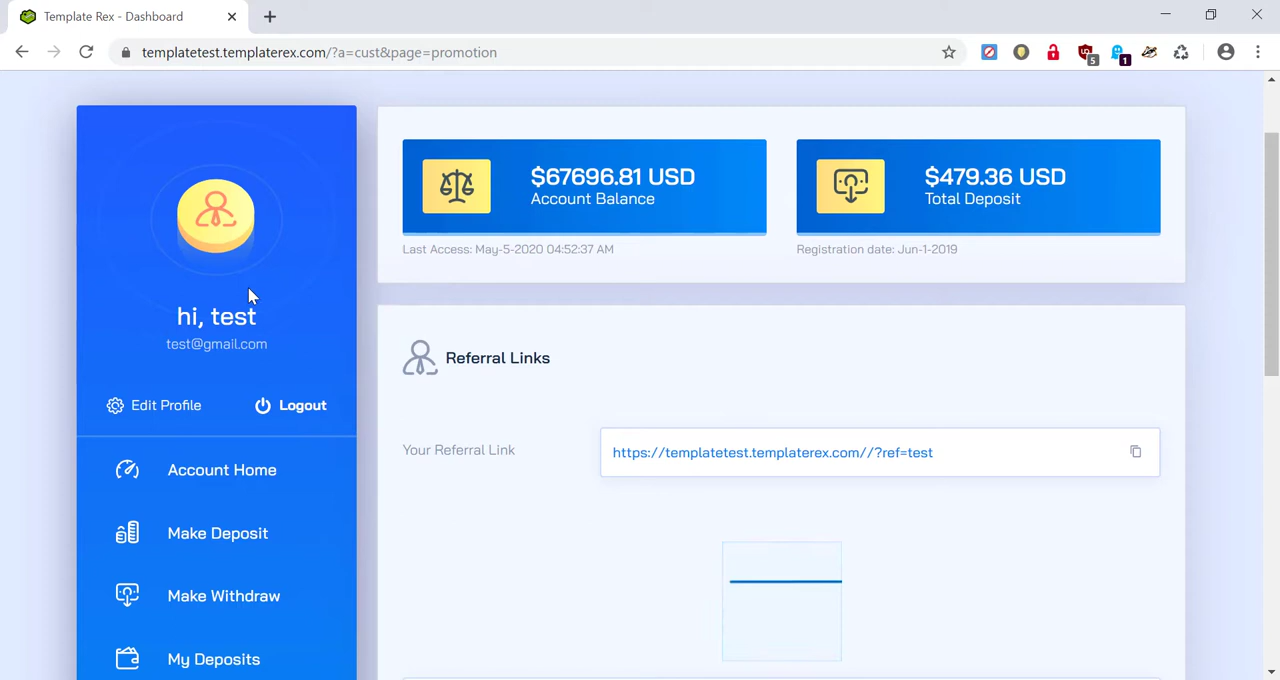 Template Rex - Dashboard
templatetest.templaterex.com/?a=cust&page=promotion
5
1
hi, test
test@gmail.com
Edit Profile
Logout
Account Home
Make Deposit
Make Withdraw
My Deposits
$67696.81 USD
Account Balance
Last Access: May-5-2020 04:52:37 AM
$479.36 USD
Total Deposit
Registration date: Jun-1-2019
Referral Links
Your Referral Link
https://templatetest.templaterex.com//?ref=test